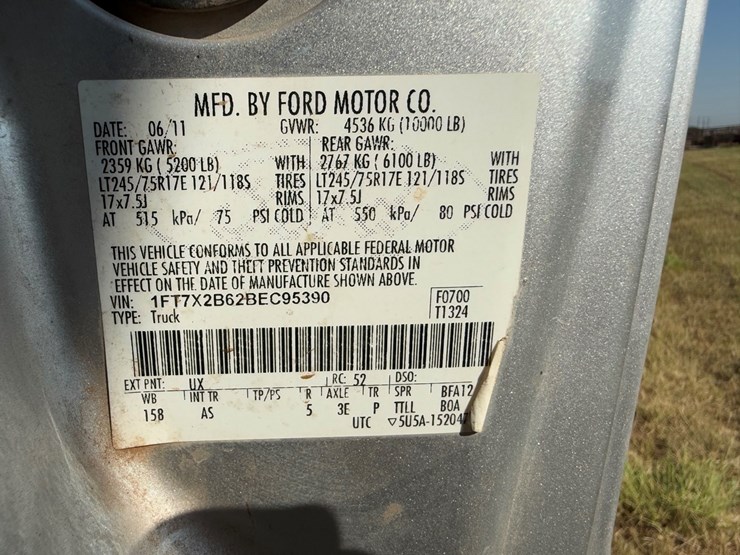 MFD. BY FORD MOTOR CO.
DATE: 06/11 GVWR: 4536 KG (10000 LB)
FRONT GAWR: REAR GAWR:
2359 KG ( 5200 LB) WITH 2767 KG ( 6100 LB) WITH
LT245/75R17E 121/118S TIRES LT245/75R17E 121/118S TIRES
17x7.5J RIMS 17x7.5J RIMS
AT 515 kPa/ 75 PSI COLD AT 550 kPa/ 80 PSI COLD
THIS VEHICLE CONFORMS TO ALL APPLICABLE FEDERAL MOTOR
VEHICLE SAFETY AND THEFT PREVENTION STANDARDS IN
EFFECT ON THE DATE OF MANUFACTURE SHOWN ABOVE.
VIN: 1FT7X2B62BEC95390 F0700
TYPE: Truck T1324
EXT PNT: UX RC: 52 DSO:
WB INT TR TP/PS R AXLE TR SPR BFA12
158 AS 5 3E P TTLL BOA
UTC ▽5U5A-152047